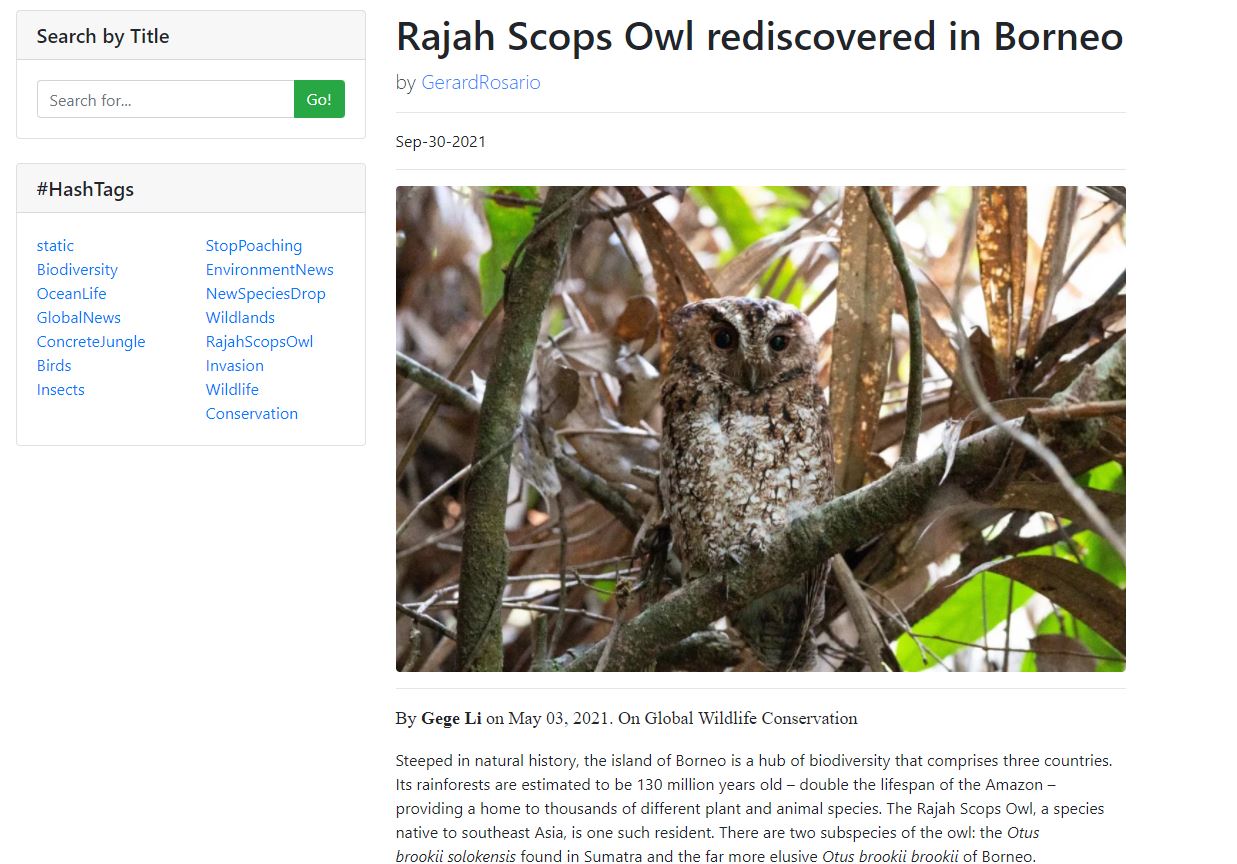 Search by Title
Search for...
Go!
#HashTags
static
Biodiversity
OceanLife
GlobalNews
ConcreteJungle
Birds
Insects
StopPoaching
EnvironmentNews
NewSpeciesDrop
Wildlands
RajahScopsOwl
Invasion
Wildlife
Conservation
Rajah Scops Owl rediscovered in Borneo
by GerardRosario
Sep-30-2021
By Gege Li on May 03, 2021. On Global Wildlife Conservation
Steeped in natural history, the island of Borneo is a hub of biodiversity that comprises three countries.
Its rainforests are estimated to be 130 million years old – double the lifespan of the Amazon –
providing a home to thousands of different plant and animal species. The Rajah Scops Owl, a species
native to southeast Asia, is one such resident. There are two subspecies of the owl: the Otus
brookii solokensis found in Sumatra and the far more elusive Otus brookii brookii of Borneo.